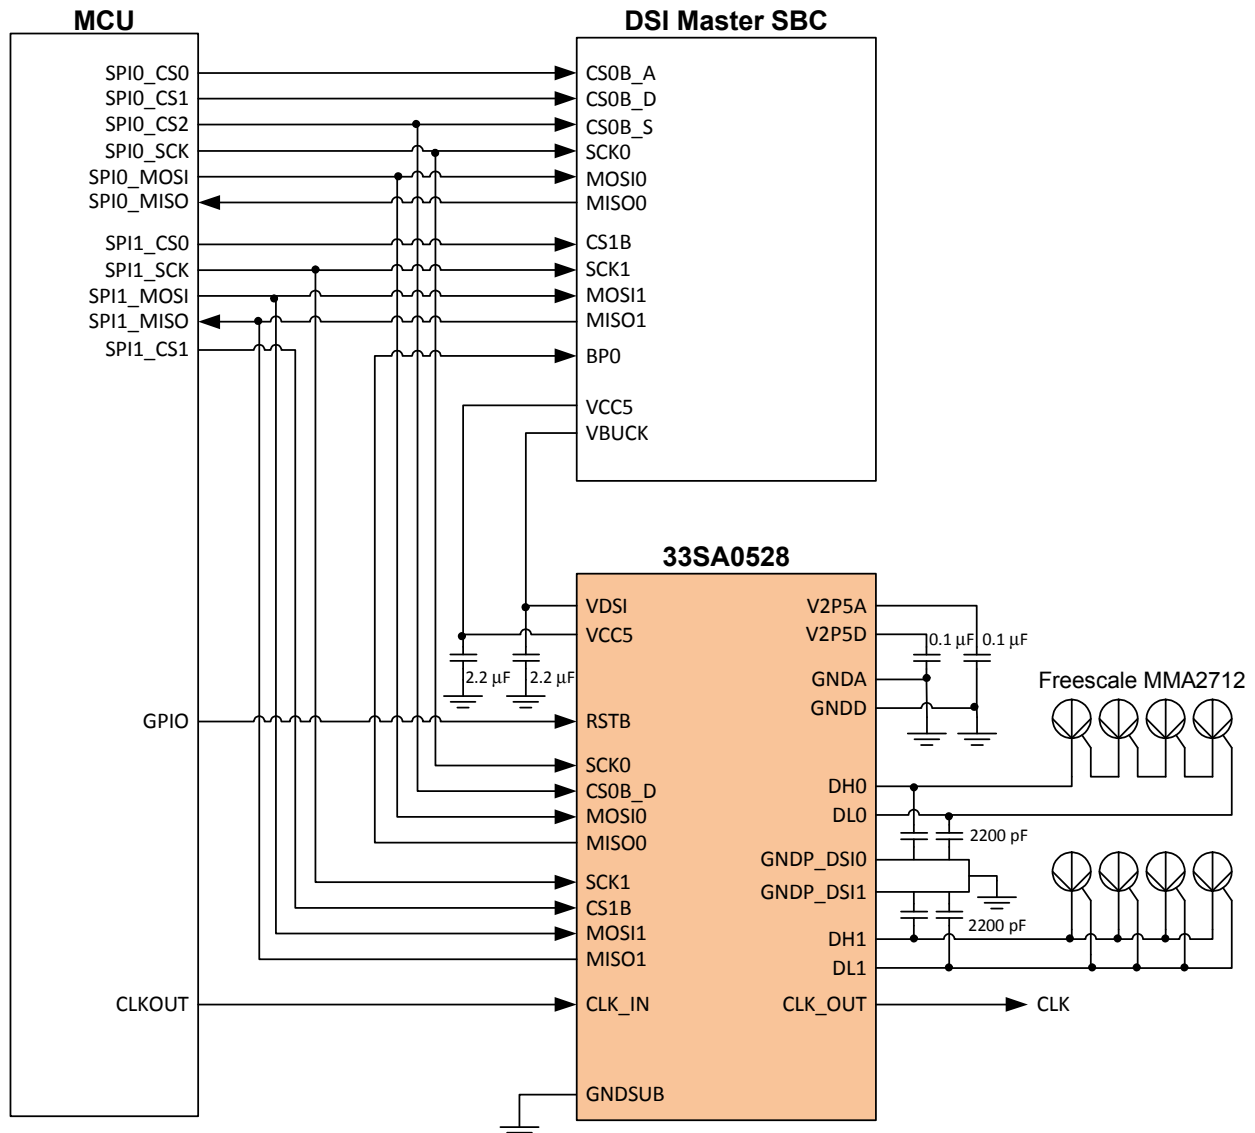 MCU
DSI Master SBC
SPI0_CS0
SPI0_CS1
SPI0_CS2
SPI0_SCK
SPI0_MOSI
SPI0_MISO
SPI1_CS0
SPI1_SCK
SPI1_MOSI
SPI1_MISO
SPI1_CS1
GPIO
CLKOUT
CS0B_A
CS0B_D
CS0B_S
SCK0
MOSI0
MISO0
CS1B
SCK1
MOSI1
MISO1
BP0
VCC5
VBUCK
33SA0528
VDSI
VCC5
2.2 µF
2.2 µF
RSTB
SCK0
CS0B_D
MOSI0
MISO0
SCK1
CS1B
MOSI1
MISO1
CLK_IN
GNDSUB
V2P5A
V2P5D
0.1 µF
0.1 µF
GNDA
GNDD
Freescale MMA2712
DH0
DL0
2200 pF
GNDP_DSI0
GNDP_DSI1
2200 pF
DH1
DL1
CLK_OUT
CLK